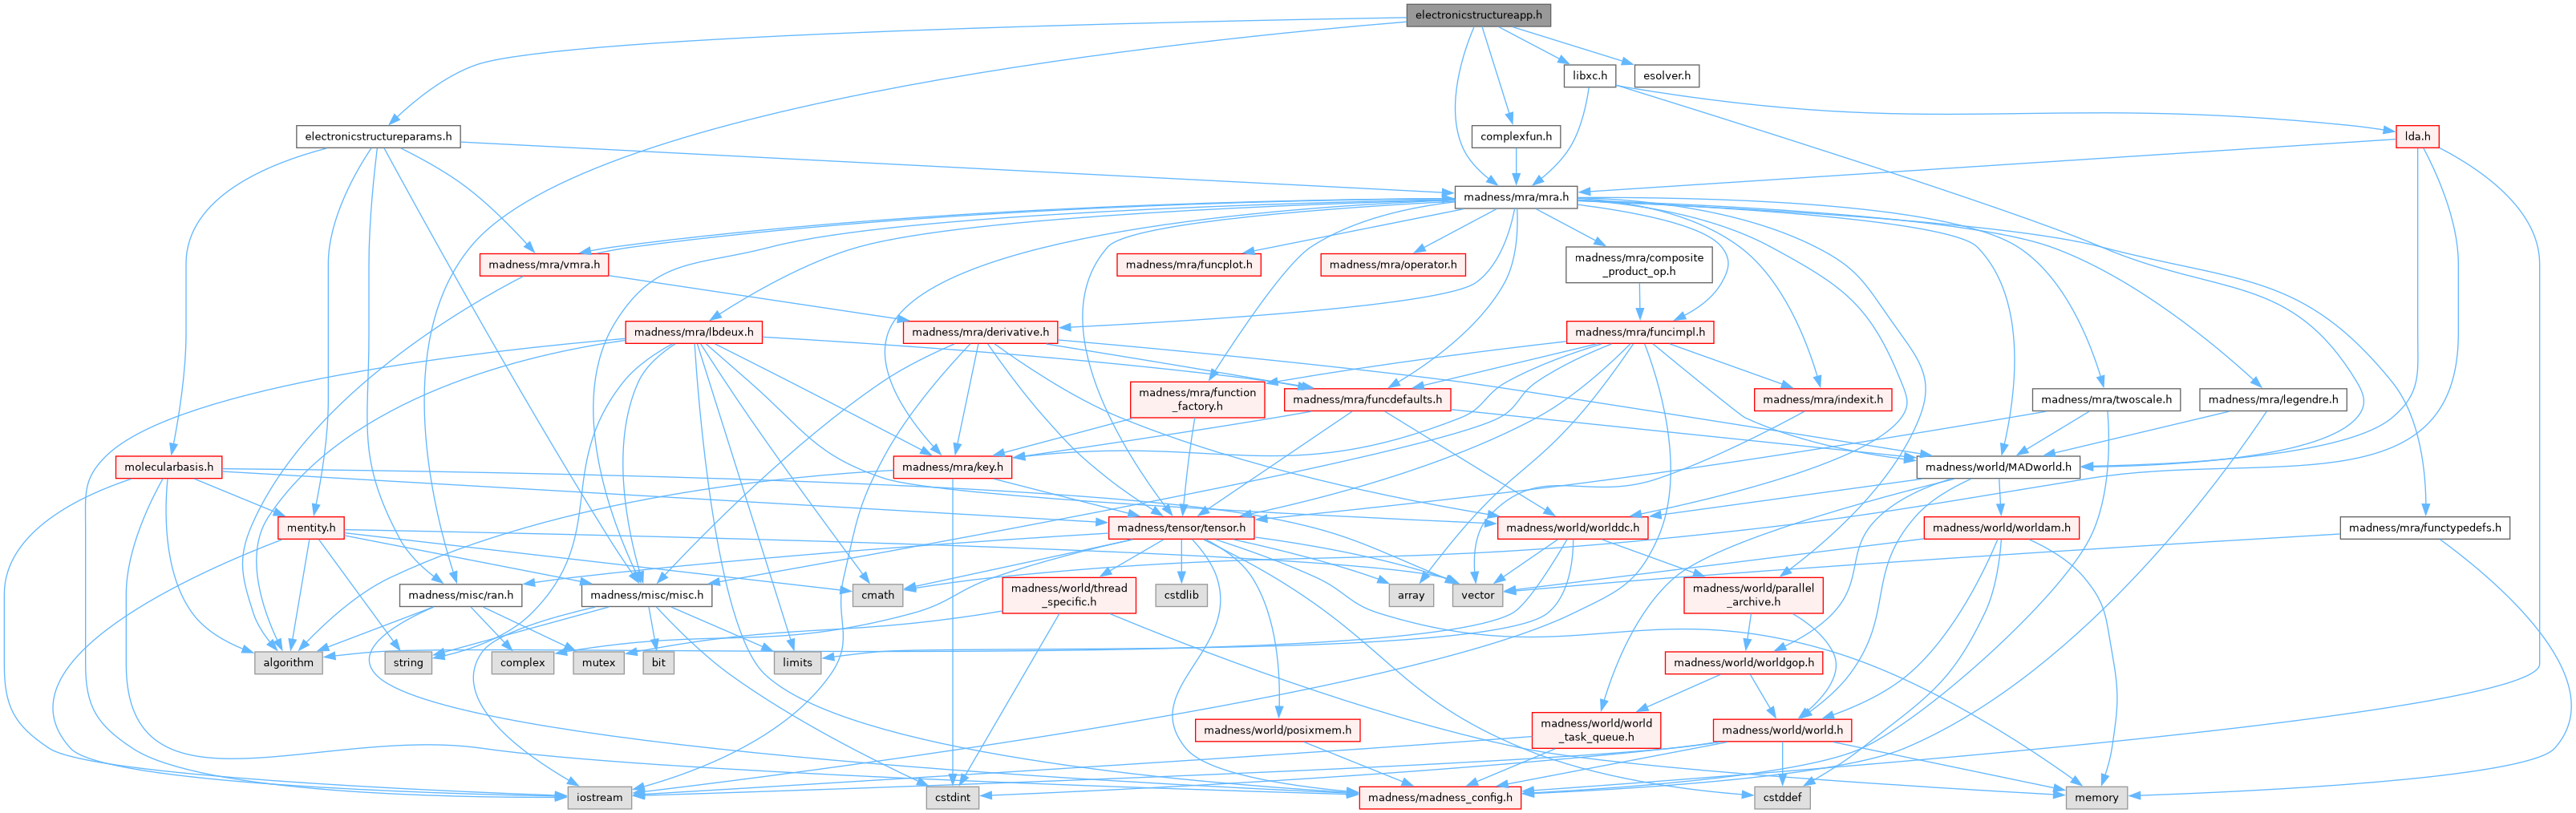 electronicstructureapp.h
libxc.h
esolver.h
electronicstructureparams.h
complexfun.h
lda.h
madness/mra/mra.h
madness/mra/vmra.h
madness/mra/funcplot.h
madness/mra/operator.h
madness/mra/composite
_product_op.h
madness/mra/lbdeux.h
madness/mra/derivative.h
madness/mra/funcimpl.h
madness/mra/function
_factory.h
madness/mra/funcdefaults.h
madness/mra/indexit.h
madness/mra/twoscale.h
madness/mra/legendre.h
molecularbasis.h
madness/mra/key.h
madness/world/MADworld.h
mentity.h
madness/tensor/tensor.h
madness/world/worlddc.h
madness/world/worldam.h
madness/mra/functypedefs.h
madness/misc/ran.h
madness/misc/misc.h
cmath
madness/world/thread
_specific.h
cstdlib
array
vector
madness/world/parallel
_archive.h
algorithm
string
complex
mutex
bit
limits
madness/world/worldgop.h
madness/world/posixmem.h
madness/world/world
_task_queue.h
madness/world/world.h
iostream
cstdint
madness/madness_config.h
cstddef
memory